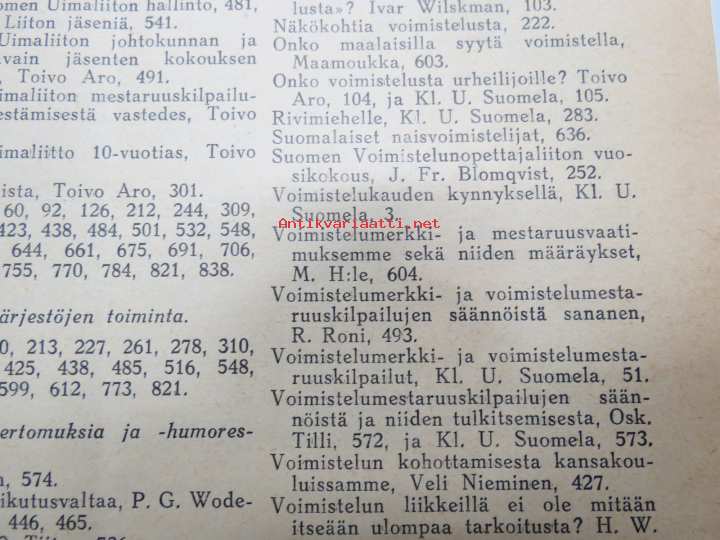 omen Uimaliiton hallinto, 481,
Liiton jäseniä, 541.
Uimaliiton johtokunnan ja
vain jäsenten kokouksen
, Toivo Aro, 491.
imaliiton mestaruuskilpailu-
estämisestä vastedes, Toivo
imaliitto 10-vuotias, Toivo
ista, Toivo Aro, 301.
60, 92, 126, 212, 244, 309,
423, 438, 484, 501, 532, 548,
644, 661, 675, 691, 706,
755, 770, 784, 821, 838.
ärjestöjen toiminta.
0, 213, 227, 261, 278, 310,
425, 438, 485, 516, 548,
599, 612, 773, 821.
ertomuksia ja -humores-
n, 574.
ikutusvaltaa, P. G. Wode-
446, 465.
lusta»? Ivar Wilskman, 103.
Näkökohtia voimistelusta, 222.
Onko maalaisilla syytä voimistella,
Maamoukka, 603.
Onko voimistelusta urheilijoille? Toivo
Aro, 104, ja Kl. U. Suomela, 105.
Rivimiehelle, Kl. U. Suomela, 283.
Suomalaiset naisvoimistelijat, 636.
Suomen Voimistelunopettajaliiton vuo-
sikokous, J. Fr. Blomqvist, 252.
Voimistelukauden kynnyksellä, Kl. U.
Suomela, 3.
Antikvariaatti.net
Voimistelumerkki- ja mestaruusvaati-
muksemme sekä niiden määräykset,
M. H:le, 604.
Voimistelumerkki- ja voimistelumesta-
ruuskilpailujen säännöistä sananen,
R. Roni, 493.
Voimistelumerkki- ja voimistelumesta-
ruuskilpailut, Kl. U. Suomela, 51.
Voimistelumestaruuskilpailujen sään-
nöistä ja niiden tulkitsemisesta, Osk.
Tilli, 572, ja Kl. U. Suomela, 573.
Voimistelun kohottamisesta kansakou-
luissamme, Veli Nieminen, 427.
Voimistelun liikkeillä ei ole mitään
itseään ulompaa tarkoitusta? H. W.